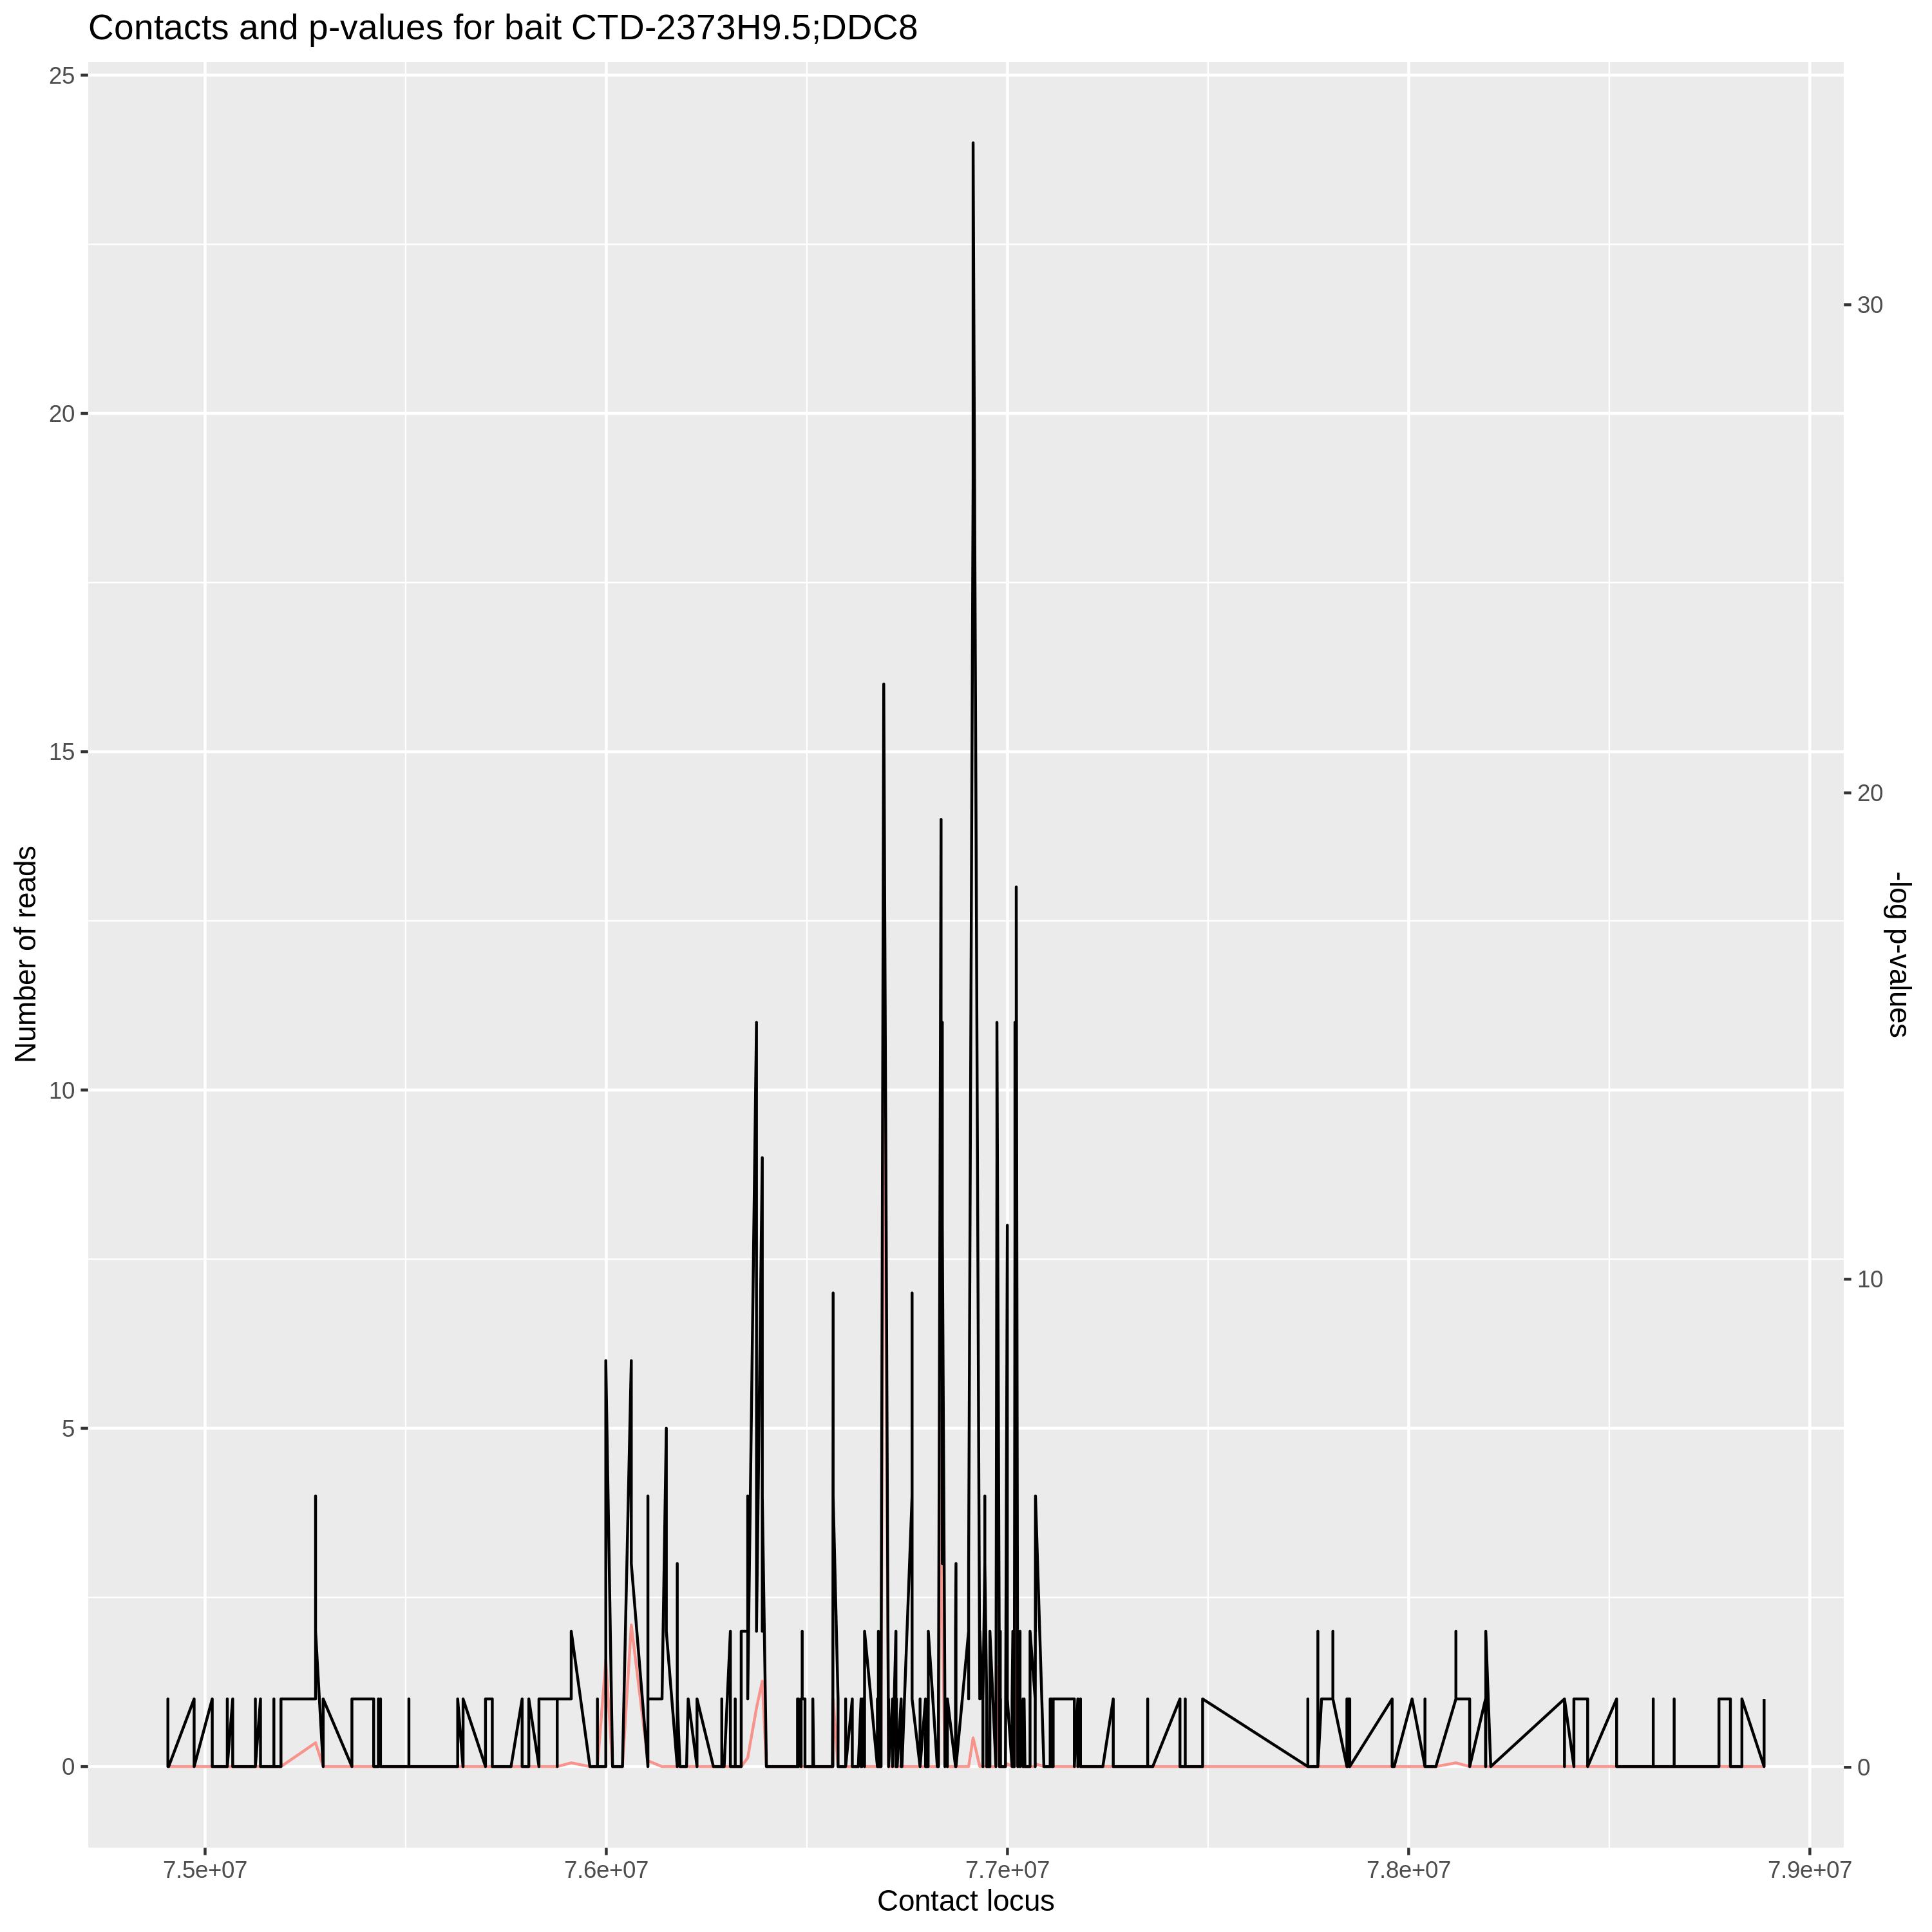 Contacts and p-values for bait CTD-2373H9.5;DDC8
25
20
15
10
5
0
Number of reads
30
20
10
0
-log p-values
7.5e+07 7.6e+07 7.7e+07 7.8e+07 7.9e+07
Contact locus